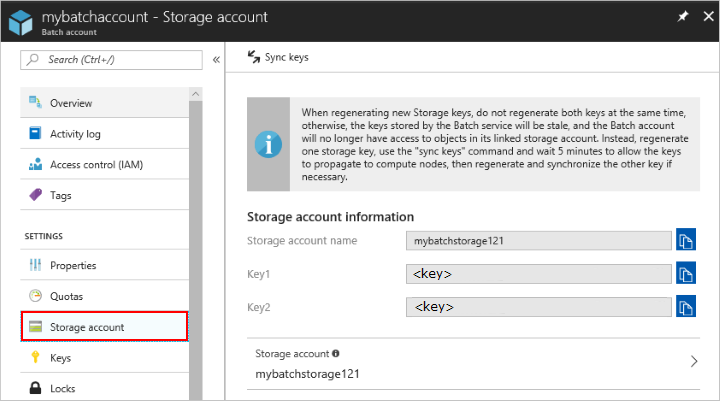 mybatchaccount - Storage account
Batch account
Search (Ctrl+/)
Overview
Activity log
Access control (IAM)
Tags
SETTINGS
Properties
Quotas
Storage account
Keys
Locks
Sync keys
When regenerating new Storage keys, do not regenerate both keys at the same time,
otherwise, the keys stored by the Batch service will be stale, and the Batch account
will no longer have access to objects in its linked storage account. Instead, regenerate
one storage key, use the "sync keys" command and wait 5 minutes to allow the keys
to propagate to compute nodes, then regenerate and synchronize the other key if
necessary.
Storage account information
Storage account name
mybatchstorage121
Key1
<key>
Key2
<key>
Storage account
mybatchstorage121